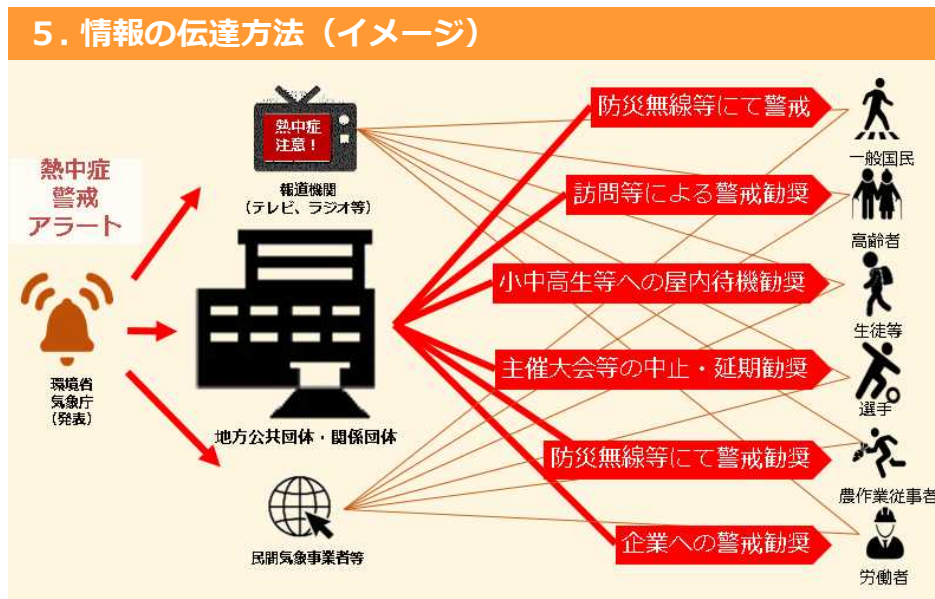 5．情報の伝達方法（イメージ）
熱中症
警戒
アラート
環境省
気象庁
（発表）
熱中症
注意！
報道機関
（テレビ、ラジオ等）
地方公共団体・関係団体
民間気象事業者等
防災無線等にて警戒
訪問等による警戒勧奨
小中高生等への屋内待機勧奨
主催大会等の中止・延期勧奨
防災無線等にて警戒勧奨
企業への警戒勧奨
一般国民
高齢者
生徒等
選手
農作業従事者
労働者